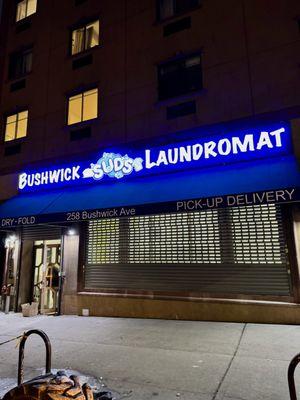 BUSHWICK SUDS LAUNDROMAT
DRY-FOLD 258 Bushwick Ave PICK-UP DELIVERY